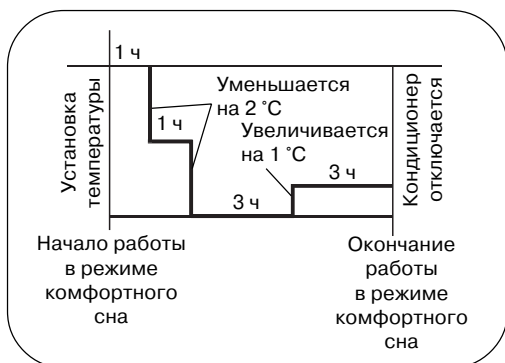 1 ч
Установка
температуры
1 ч
Уменьшается
на 2 °C
Увеличивается
на 1 °C
3 ч
3 ч
Кондиционер
отключается
Начало работы
в режиме
комфортного
сна
Окончание
работы
в режиме
комфортного
сна